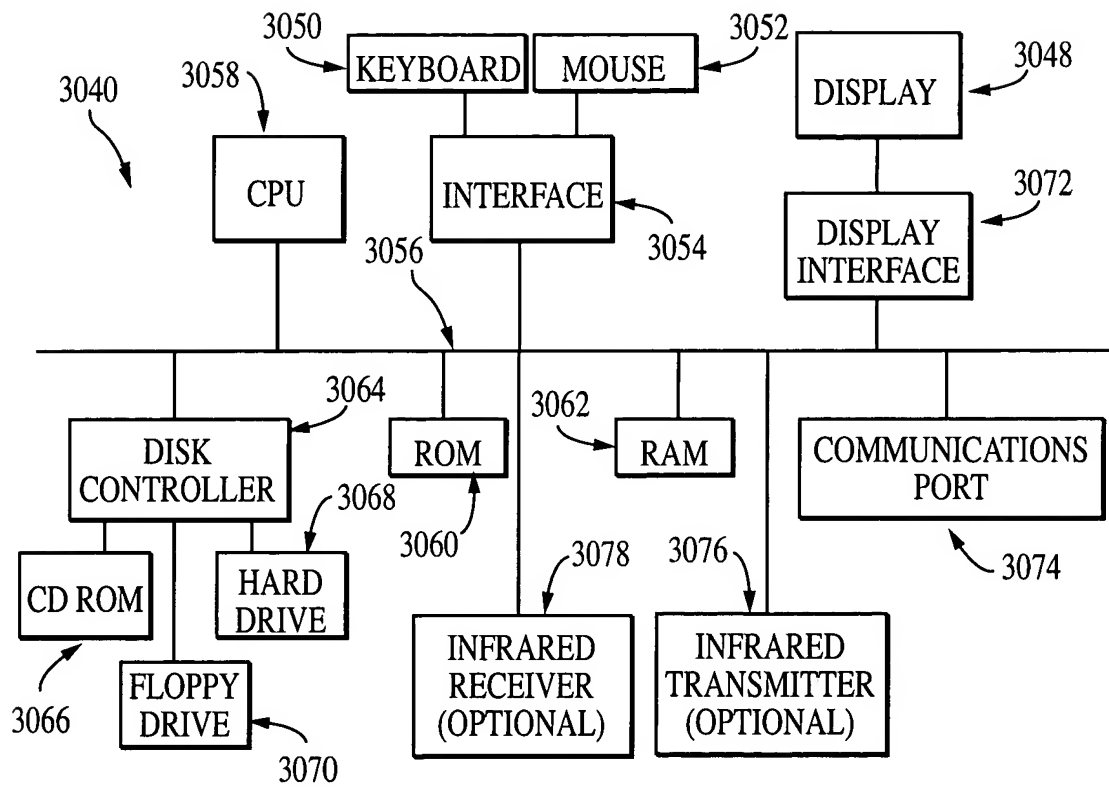 3050
KEYBOARD
MOUSE
3052
3058
3040
DISPLAY
3048
CPU
INTERFACE
3054
3072
DISPLAY
INTERFACE
3056
3064
DISK
CONTROLLER
ROM
3060
3062
RAM
COMMUNICATIONS
PORT
3074
3068
CD ROM
3066
HARD
DRIVE
FLOPPY
DRIVE
3070
3078
INFRARED
RECEIVER
(OPTIONAL)
3076
INFRARED
TRANSMITTER
(OPTIONAL)